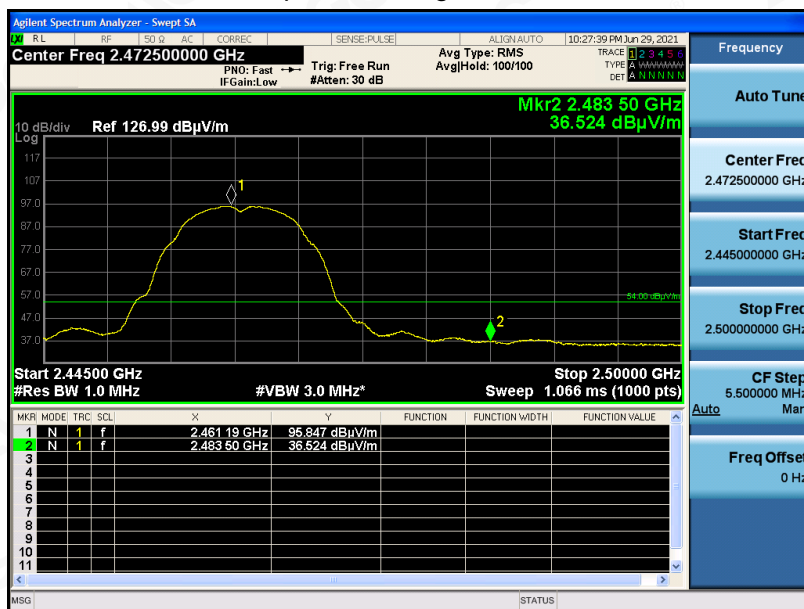 Agilent Spectrum Analyzer - Swept SA
LXI RL RF 50 Ω AC CORREC SENSE:PULSE ALIGN AUTO 10:27:39 PM Jun 29, 2021
Center Freq 2.472500000 GHz
PNO: Fast
IFGain:Low
Trig: Free Run
#Atten: 30 dB
Avg Type: RMS
Avg|Hold: 100/100
TRACE 1 2 3 4 5 6
TYPE A WWWWW
DET A N N N N N
Mkr2 2.483 50 GHz
36.524 dBµV/m
10 dB/div Ref 126.99 dBµV/m
Log
117
107
97.0
87.0
77.0
67.0
57.0
47.0
37.0
1
2
54.00 dBµV/m
Start 2.44500 GHz Stop 2.50000 GHz
#Res BW 1.0 MHz #VBW 3.0 MHz* Sweep 1.066 ms (1000 pts)
MKR MODE TRC SCL X Y FUNCTION FUNCTION WIDTH FUNCTION VALUE
1 N 1 f 2.461 19 GHz 95.847 dBµV/m
2 N 1 f 2.483 50 GHz 36.524 dBµV/m
3
4
5
6
7
8
9
10
11
MSG STATUS
Frequency
Auto Tune
Center Freq
2.472500000 GHz
Start Freq
2.445000000 GHz
Stop Freq
2.500000000 GHz
CF Step
5.500000 MHz
Auto Man
Freq Offset
0 Hz